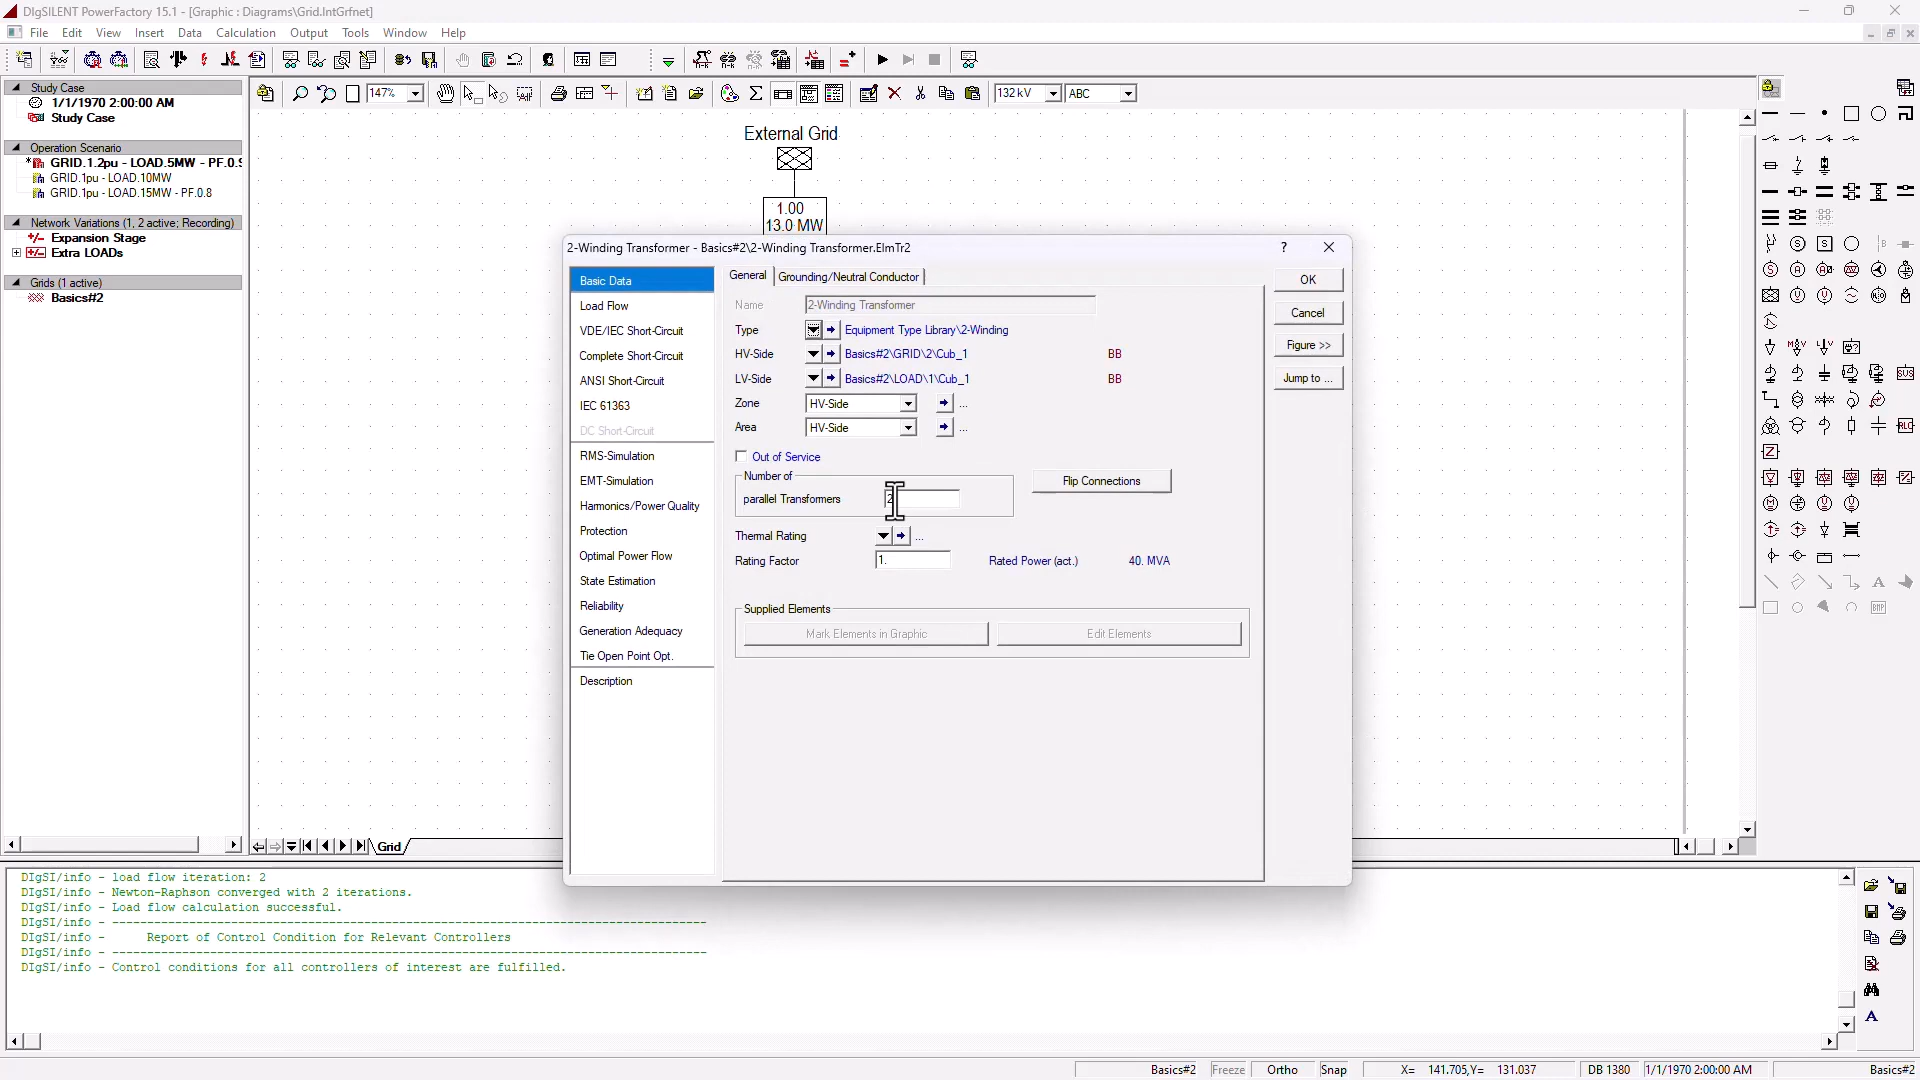 DIgSILENT PowerFactory 15.1 - [Graphic : Diagrams\Grid.IntGrfnet]
File Edit View Insert Data Calculation Output Tools Window Help
147%
132 kV
ABC
Study Case
1/1/1970 2:00:00 AM
Study Case
Operation Scenario
*GRID.1.2pu - LOAD.5MW - PF.0.9
GRID.1pu - LOAD.10MW
GRID.1pu - LOAD.15MW - PF.0.8
Network Variations (1, 2 active; Recording)
Expansion Stage
Extra LOADs
Grids (1 active)
Basics#2
External Grid
1.00
13.0 MW
2-Winding Transformer - Basics#2\2-Winding Transformer.ElmTr2
? 
Basic Data
Load Flow
VDE/IEC Short-Circuit
Complete Short-Circuit
ANSI Short-Circuit
IEC 61363
DC Short-Circuit
RMS-Simulation
EMT-Simulation
Harmonics/Power Quality
Protection
Optimal Power Flow
State Estimation
Reliability
Generation Adequacy
Tie Open Point Opt.
Description
General Grounding/Neutral Conductor
Name 2-Winding Transformer
Type Equipment Type Library\2-Winding
HV-Side Basics#2\GRID\2\Cub_1 BB
LV-Side Basics#2\LOAD\1\Cub_1 BB
Zone HV-Side ...
Area HV-Side ...
Out of Service
Number of
parallel Transformers 2
Flip Connections
Thermal Rating ...
Rating Factor 1. Rated Power (act.) 40. MVA
Supplied Elements
Mark Elements in Graphic Edit Elements
OK
Cancel
Figure >>
Jump to ...
Grid
DIgSI/info - load flow iteration: 2
DIgSI/info - Newton-Raphson converged with 2 iterations.
DIgSI/info - Load flow calculation successful.
DIgSI/info - --------------------------------------------------------------------------------
DIgSI/info - Report of Control Condition for Relevant Controllers
DIgSI/info - --------------------------------------------------------------------------------
DIgSI/info - Control conditions for all controllers of interest are fulfilled.
Basics#2 Freeze Ortho Snap X= 141.705,Y= 131.037 DB 1380 1/1/1970 2:00:00 AM Basics#2